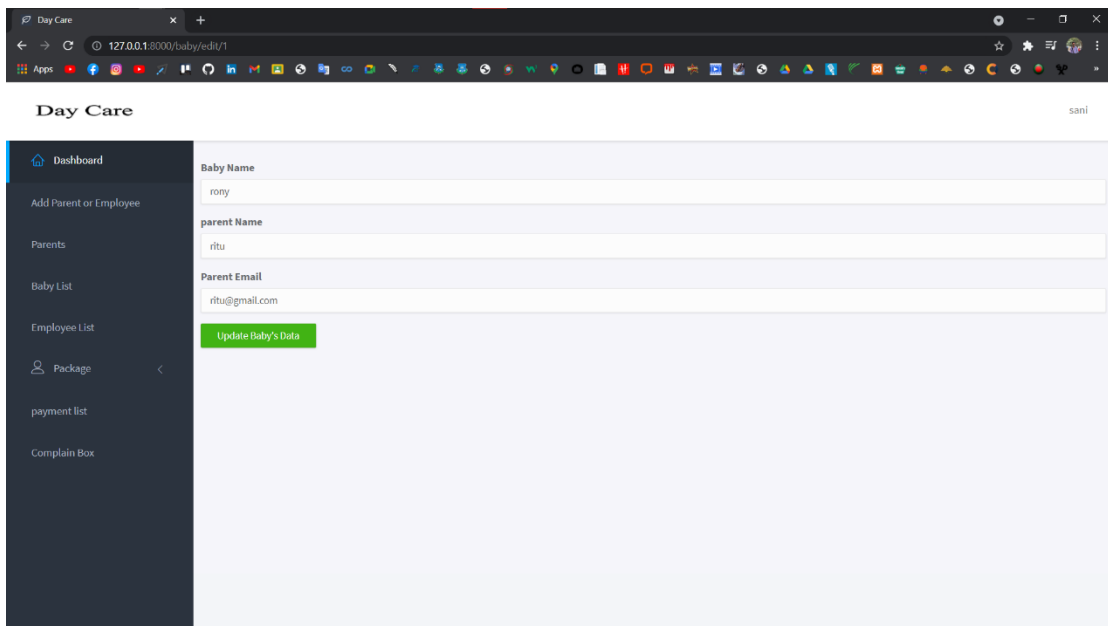 Day Care
127.0.0.1:8000/baby/edit/1
Apps
Day Care
sani
Dashboard
Add Parent or Employee
Parents
Baby List
Employee List
Package
payment list
Complain Box
Baby Name
rony
parent Name
ritu
Parent Email
ritu@gmail.com
Update Baby's Data